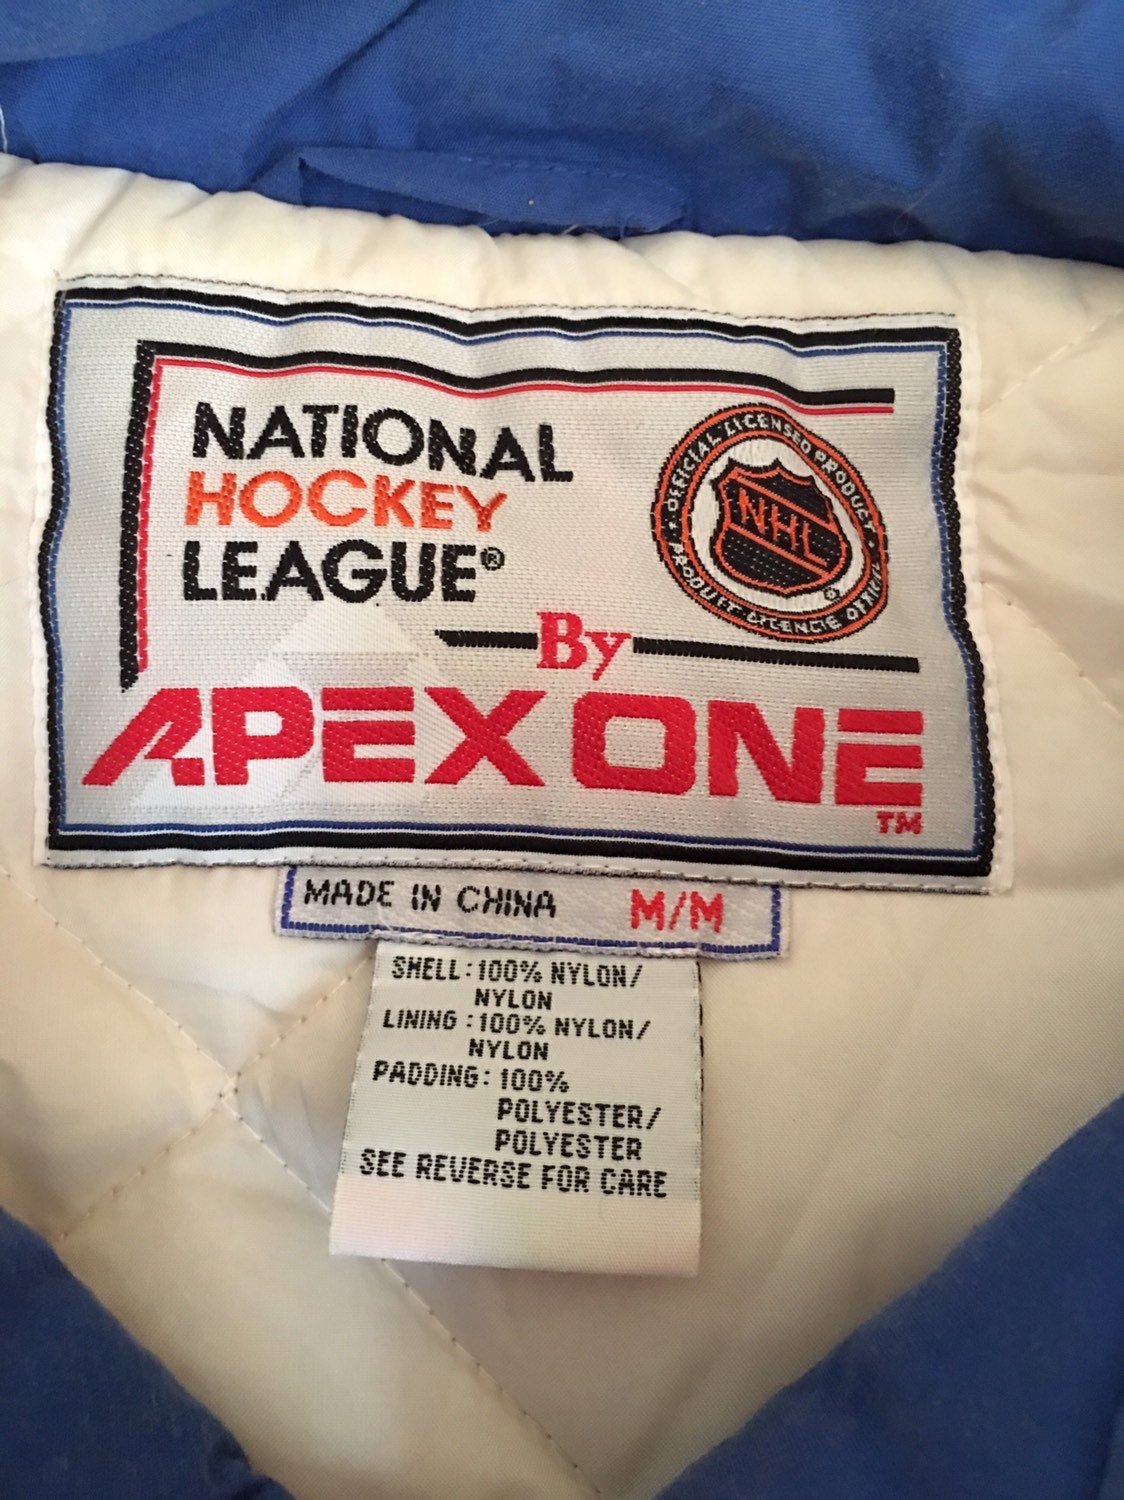 NATIONAL
HOCKEY
LEAGUE®
OFFICIAL LICENSED PRODUCT
NHL
®
PRODUIT LICENCIE OFFICIEL
By
APEX ONE
TM
MADE IN CHINA M/M
SHELL: 100% NYLON/
NYLON
LINING : 100% NYLON/
NYLON
PADDING: 100%
POLYESTER/
POLYESTER
SEE REVERSE FOR CARE